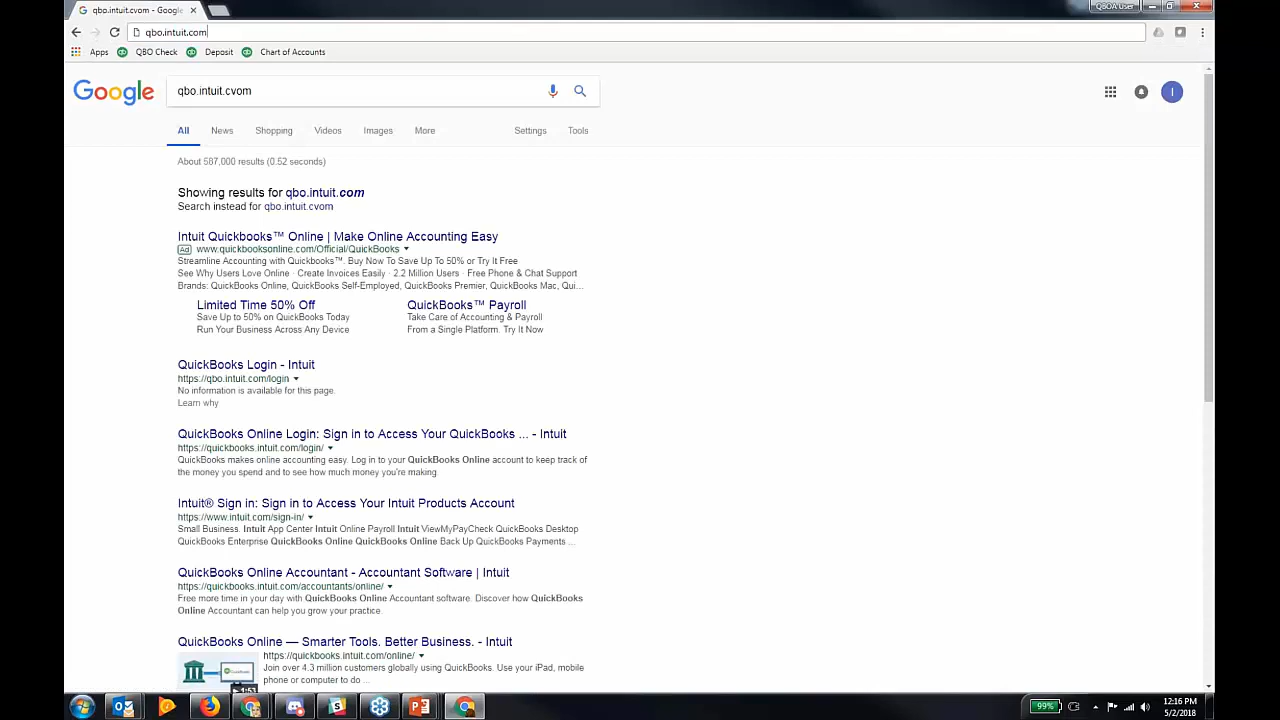 qbo.intuit.cvom - Google
QBOA User
qbo.intuit.com
Apps QBO Check Deposit Chart of Accounts
Google
qbo.intuit.cvom
I
All News Shopping Videos Images More Settings Tools
About 587,000 results (0.52 seconds)
Showing results for qbo.intuit.com
Search instead for qbo.intuit.cvom
Intuit Quickbooks™ Online | Make Online Accounting Easy
Ad www.quickbooksonline.com/Official/QuickBooks
Streamline Accounting with Quickbooks™. Buy Now To Save Up To 50% or Try It Free
See Why Users Love Online · Create Invoices Easily · 2.2 Million Users · Free Phone & Chat Support
Brands: QuickBooks Online, QuickBooks Self-Employed, QuickBooks Premier, QuickBooks Mac, Qui...
Limited Time 50% Off
Save Up to 50% on QuickBooks Today
Run Your Business Across Any Device
QuickBooks™ Payroll
Take Care of Accounting & Payroll
From a Single Platform. Try It Now
QuickBooks Login - Intuit
https://qbo.intuit.com/login
No information is available for this page.
Learn why
QuickBooks Online Login: Sign in to Access Your QuickBooks ... - Intuit
https://quickbooks.intuit.com/login/
QuickBooks makes online accounting easy. Log in to your QuickBooks Online account to keep track of
the money you spend and to see how much money you're making.
Intuit® Sign in: Sign in to Access Your Intuit Products Account
https://www.intuit.com/sign-in/
Small Business. Intuit App Center Intuit Online Payroll Intuit ViewMyPayCheck QuickBooks Desktop
QuickBooks Enterprise QuickBooks Online QuickBooks Online Back Up QuickBooks Payments ...
QuickBooks Online Accountant - Accountant Software | Intuit
https://quickbooks.intuit.com/accountants/online/
Free more time in your day with QuickBooks Online Accountant software. Discover how QuickBooks
Online Accountant can help you grow your practice.
QuickBooks Online — Smarter Tools. Better Business. - Intuit
https://quickbooks.intuit.com/online/
Join over 4.3 million customers globally using QuickBooks. Use your iPad, mobile
phone or computer to do ...
1:53
99%
12:16 PM
5/2/2018